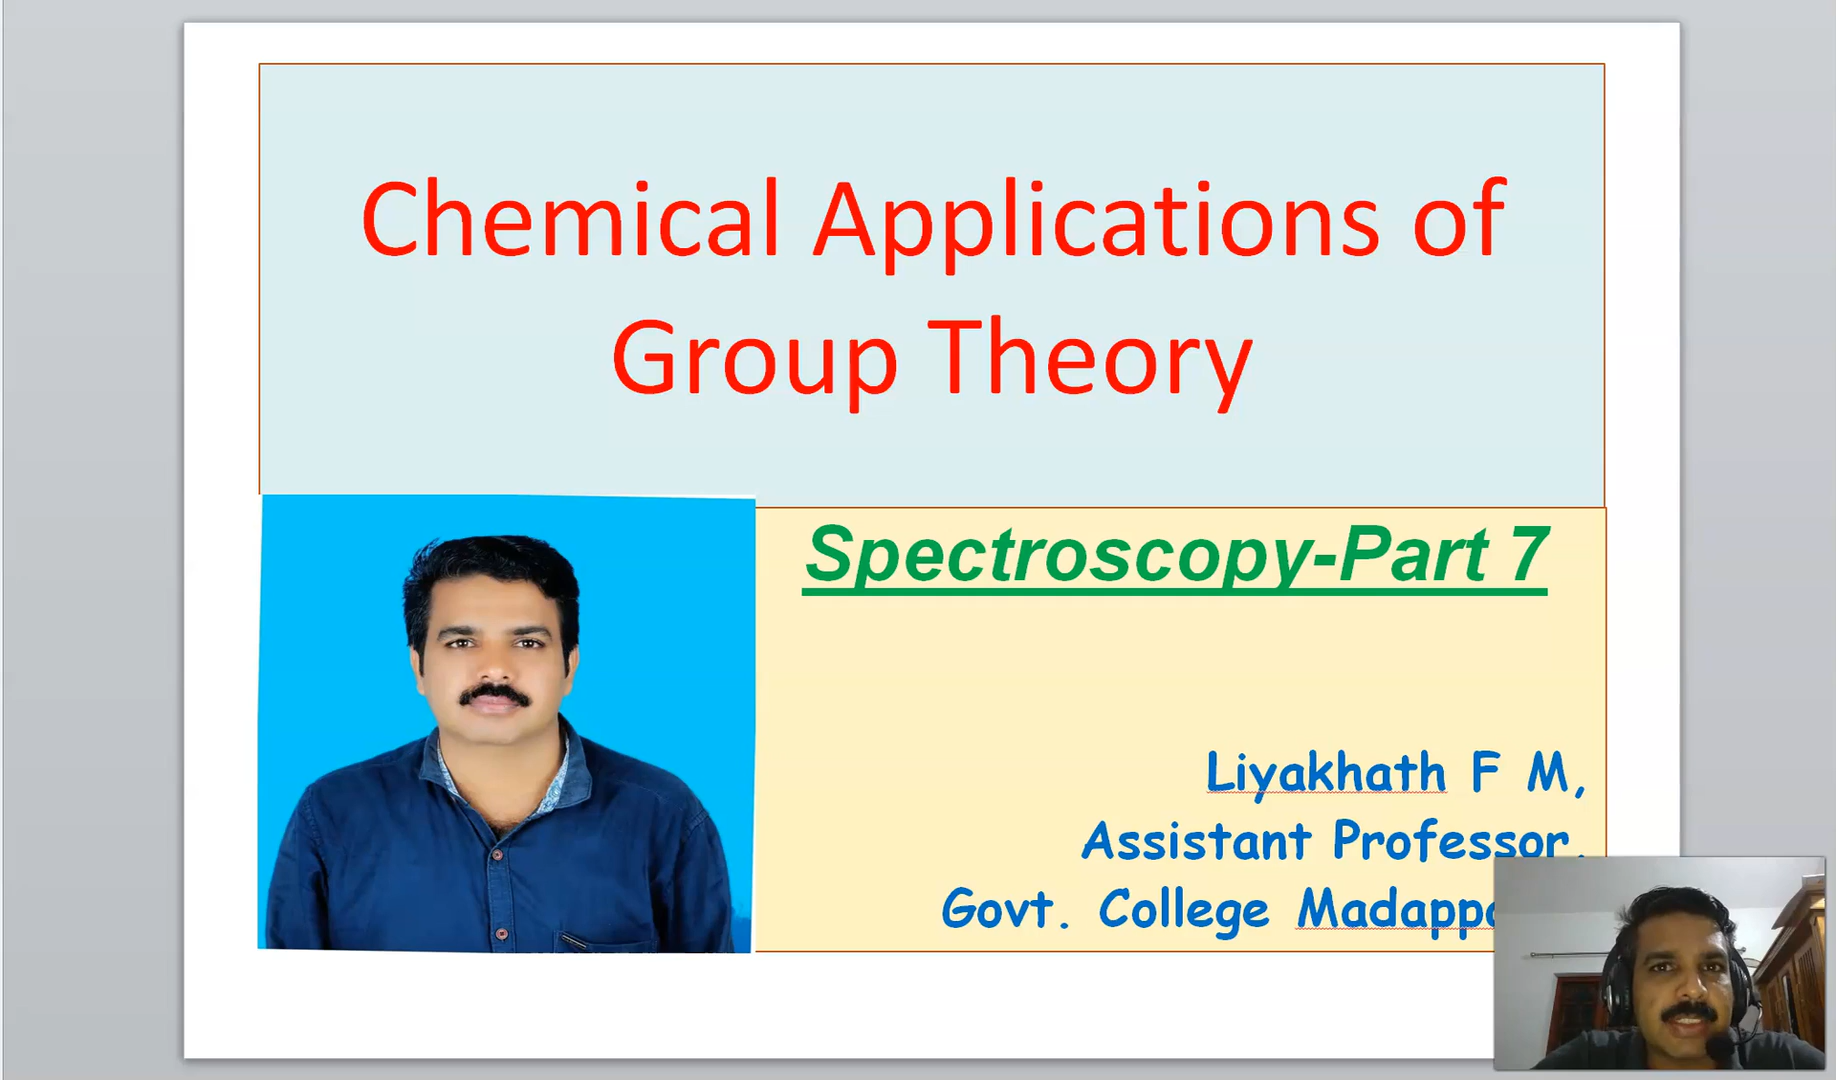 Chemical Applications of
Group Theory
Spectroscopy-Part 7
Liyakhath F M,
Assistant Professor,
Govt. College